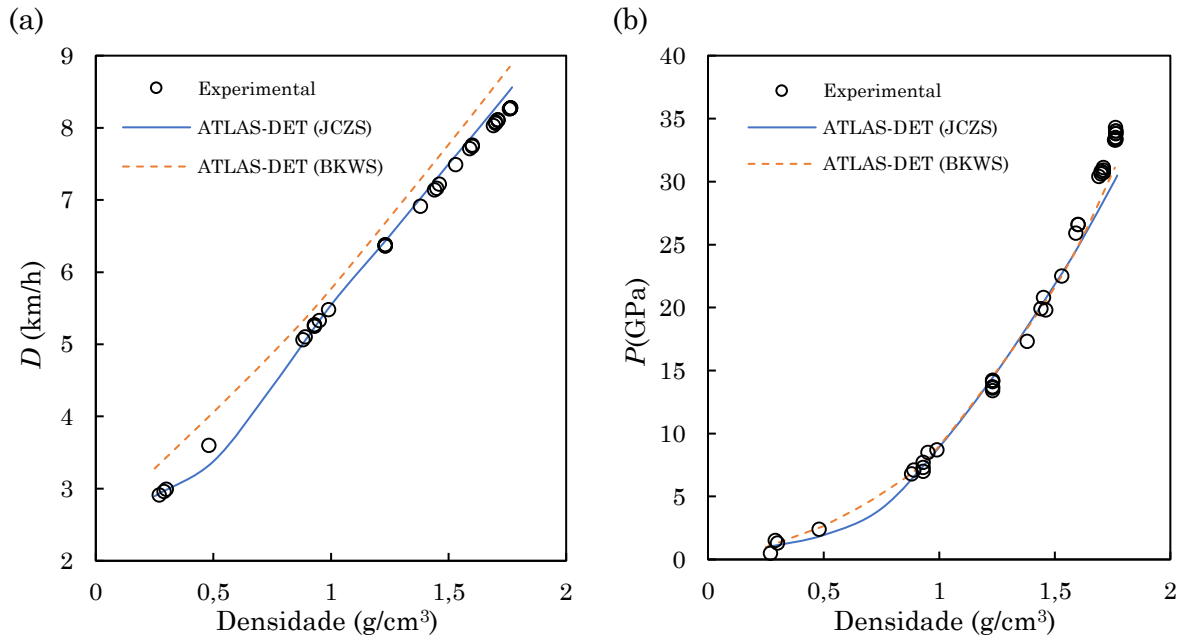 (a)
9
8
7
6
5
4
3
2
D (km/h)
Experimental
ATLAS-DET (JCZS)
ATLAS-DET (BKWS)
0
0,5
1
1,5
2
Densidade (g/cm³)
(b)
40
35
30
25
20
15
10
5
0
P(GPa)
Experimental
ATLAS-DET (JCZS)
ATLAS-DET (BKWS)
0
0,5
1
1,5
2
Densidade (g/cm³)